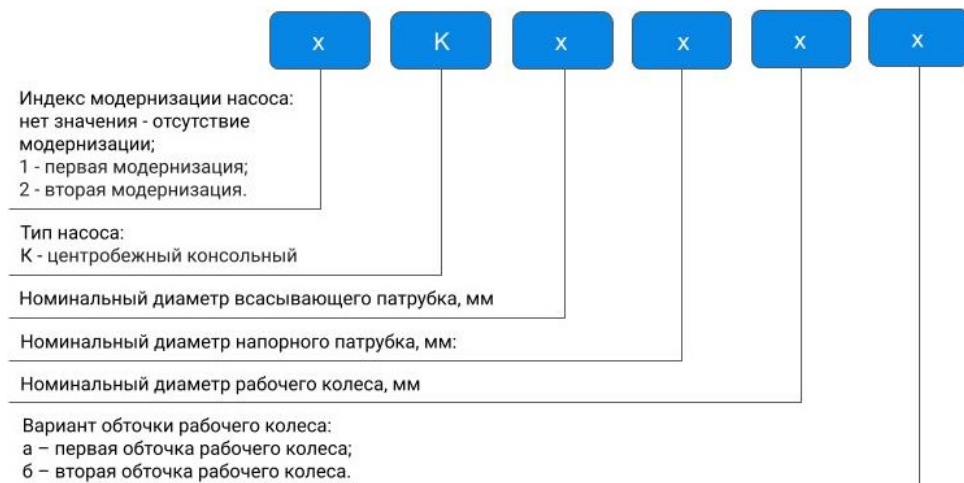 х К х х х х
Индекс модернизации насоса:
нет значения - отсутствие
модернизации;
1 - первая модернизация;
2 - вторая модернизация.
Тип насоса:
К - центробежный консольный
Номинальный диаметр всасывающего патрубка, мм
Номинальный диаметр напорного патрубка, мм:
Номинальный диаметр рабочего колеса, мм
Вариант обточки рабочего колеса:
а – первая обточка рабочего колеса;
б – вторая обточка рабочего колеса.